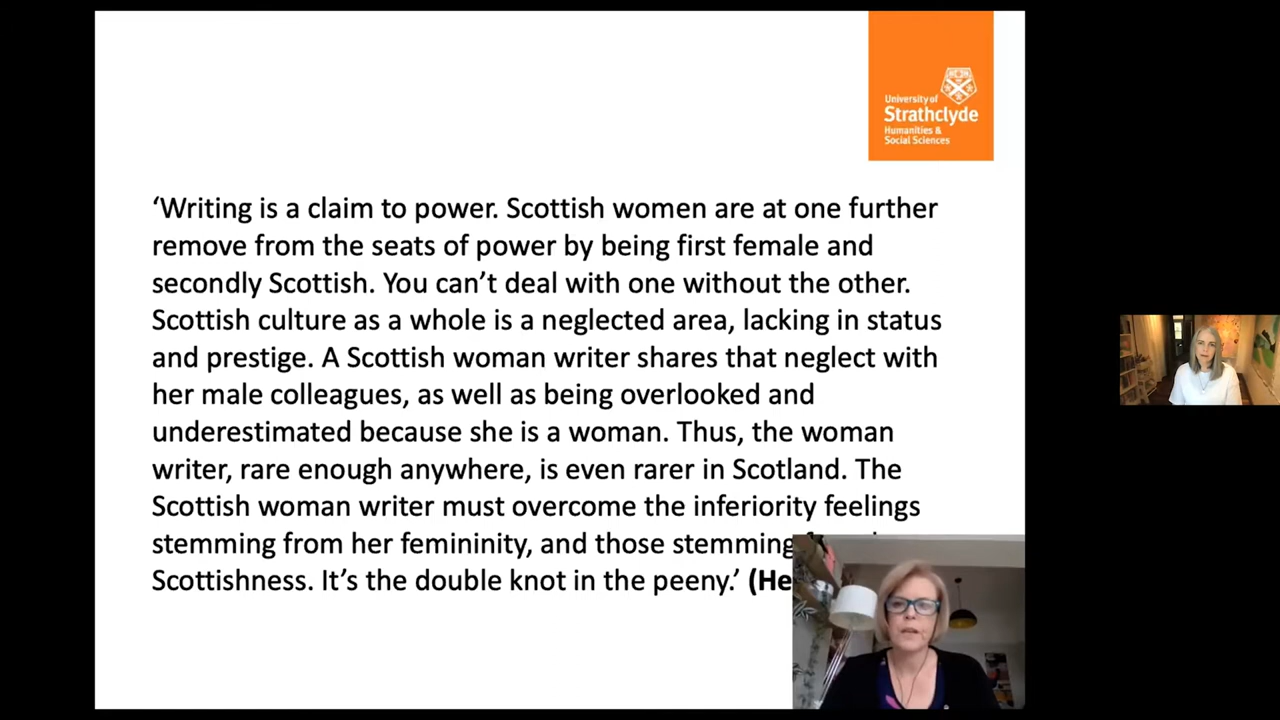 University of
Strathclyde
Humanities &
Social Sciences
‘Writing is a claim to power. Scottish women are at one further
remove from the seats of power by being first female and
secondly Scottish. You can’t deal with one without the other.
Scottish culture as a whole is a neglected area, lacking in status
and prestige. A Scottish woman writer shares that neglect with
her male colleagues, as well as being overlooked and
underestimated because she is a woman. Thus, the woman
writer, rare enough anywhere, is even rarer in Scotland. The
Scottish woman writer must overcome the inferiority feelings
stemming from her femininity, and those stemming
Scottishness. It’s the double knot in the peeny.’ (He